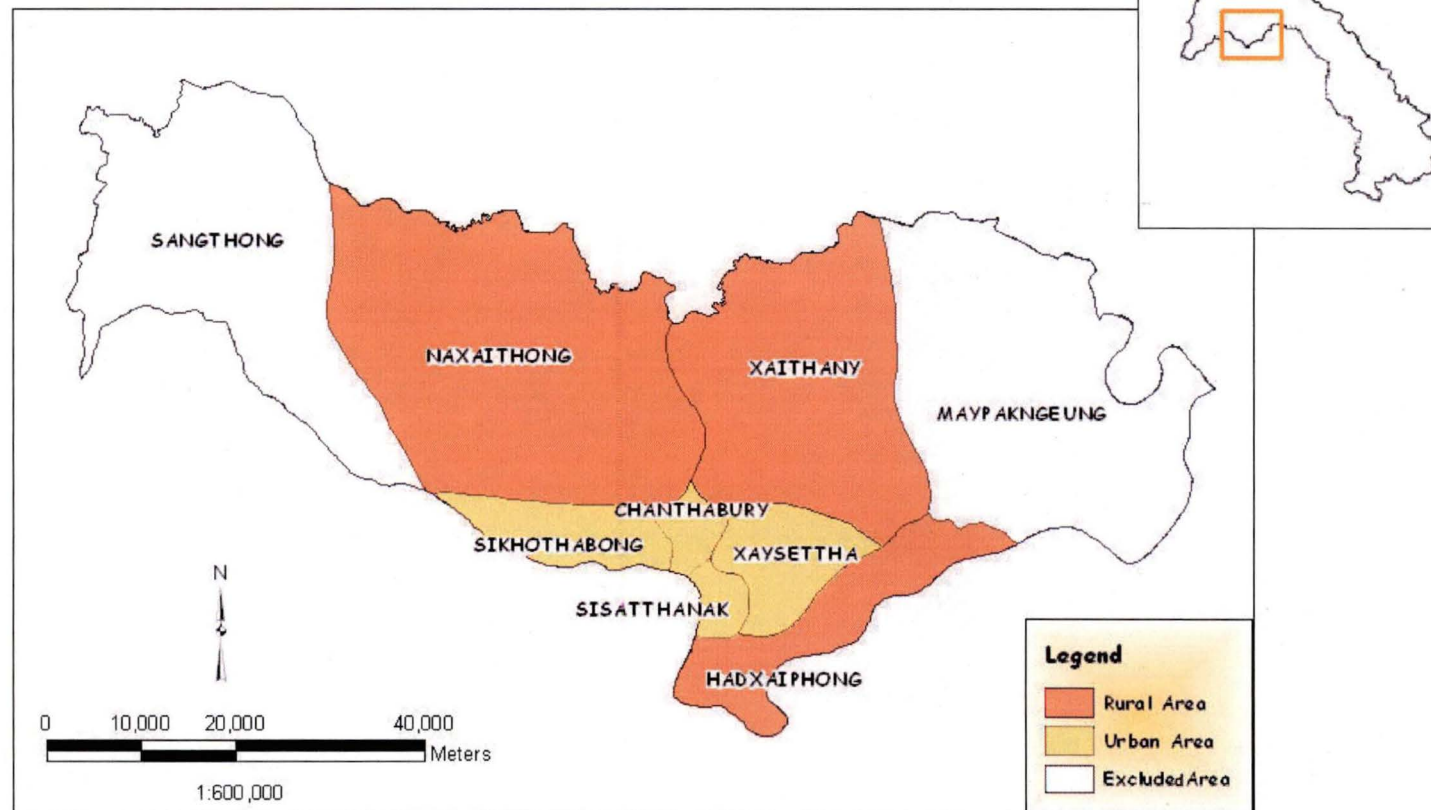 SANGTHONG
NAXAITHONG
XAITHANY
MAYPAKNGEUNG
CHANTHABURY
SIKHOTHABONG
XAYSETTHA
SISATTHANAK
HADXAIPHONG
N
0 10,000 20,000 40,000
Meters
1:600,000
Legend
Rural Area
Urban Area
Excluded Area